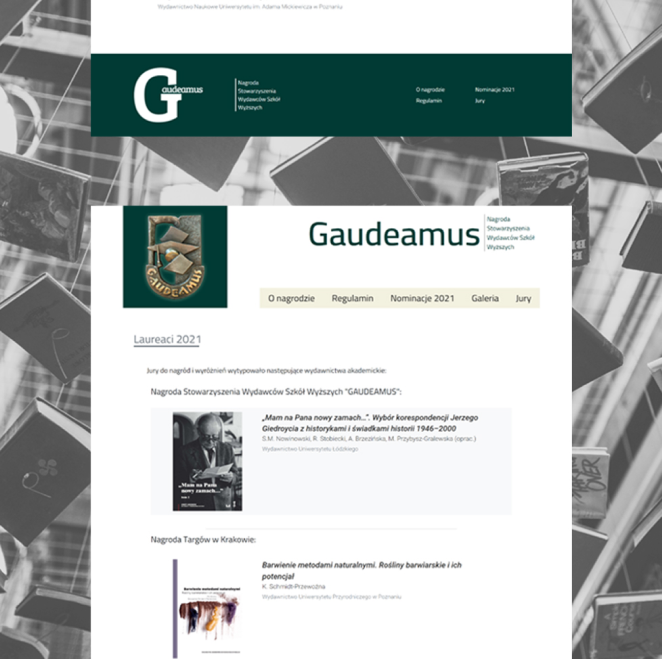 Wydawnictwo Naukowe Uniwersytetu im. Adama Mickiewicza w Poznaniu
Gaudeamus
Nagroda
Stowarzyszenia
Wydawców Szkół
Wyższych
O nagrodzie
Nominacje 2021
Regulamin
Jury
GAUDEAMUS
Gaudeamus
Nagroda
Stowarzyszenia
Wydawców Szkół
Wyższych
O nagrodzie
Regulamin
Nominacje 2021
Galeria
Jury
Laureaci 2021
Jury do nagród i wyróżnień wytypowało następujące wydawnictwa akademickie:
Nagroda Stowarzyszenia Wydawców Szkół Wyższych "GAUDEAMUS":
„Mam na Pana nowy zamach…”. Wybór korespondencji Jerzego
Giedroycia z historykami i świadkami historii 1946–2000
S.M. Nowinowski, R. Stobiecki, A. Brzezińska, M. Przybysz-Gralewska (oprac.)
Wydawnictwo Uniwersytetu Łódzkiego
„Mam na Pana
nowy zamach…”
Nagroda Targów w Krakowie:
Barwienie metodami naturalnymi. Rośliny barwiarskie i ich
potencjał
K. Schmidt-Przewoźna
Wydawnictwo Uniwersytetu Przyrodniczego w Poznaniu
Barwienie metodami naturalnymi
OVER